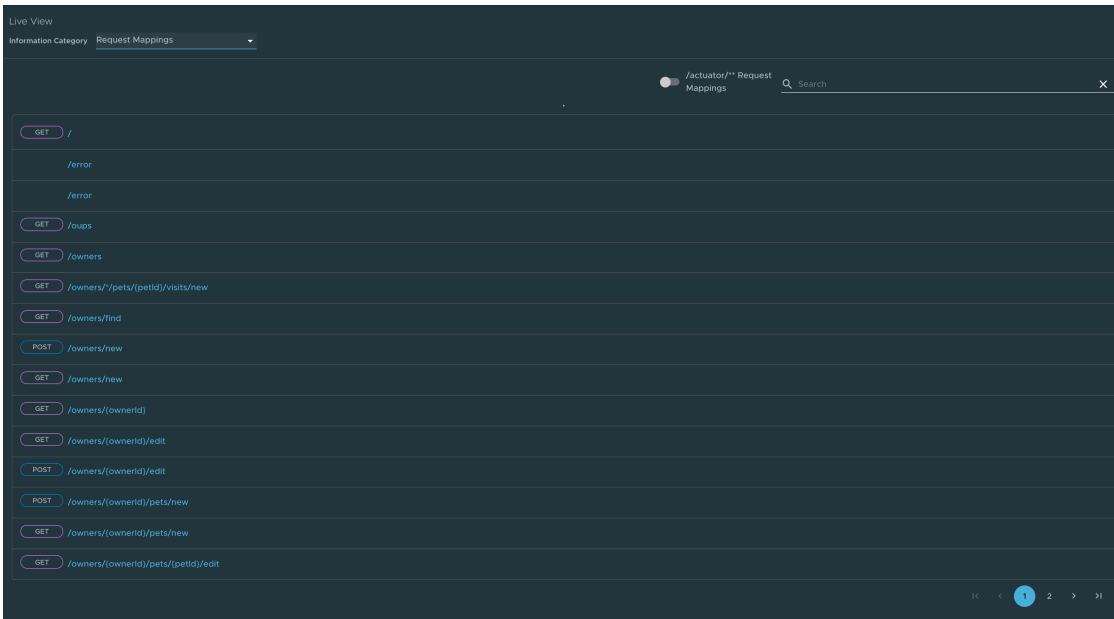 Live View
Information Category Request Mappings
/actuator/** Request
Mappings
Search
GET /
/error
/error
GET /oups
GET /owners
GET /owners/*/pets/{petId}/visits/new
GET /owners/find
POST /owners/new
GET /owners/new
GET /owners/{ownerId}
GET /owners/{ownerId}/edit
POST /owners/{ownerId}/edit
POST /owners/{ownerId}/pets/new
GET /owners/{ownerId}/pets/new
GET /owners/{ownerId}/pets/{petId}/edit
1 2